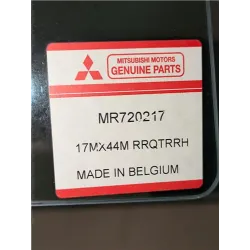 MITSUBISHI MOTORS
GENUINE PARTS
MR720217
17MX44M RRQTRRH
MADE IN BELGIUM